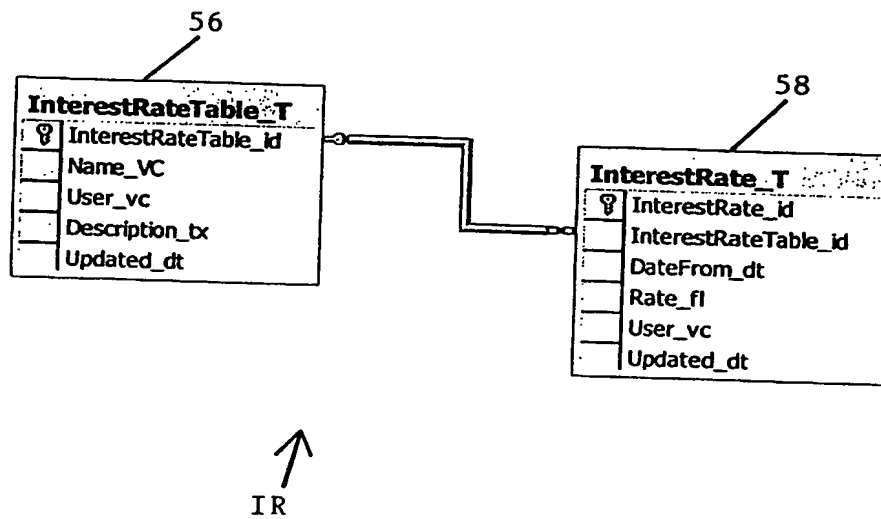 56
InterestRateTable_T
InterestRateTable_id
Name_VC
User_vc
Description_tx
Updated_dt
58
InterestRate_T
InterestRate_id
InterestRateTable_id
DateFrom_dt
Rate_fl
User_vc
Updated_dt
IR